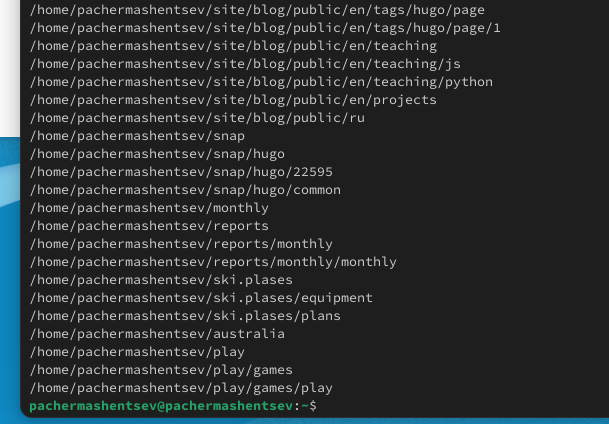 /home/pachermashentsev/site/blog/public/en/tags/hugo/page
/home/pachermashentsev/site/blog/public/en/tags/hugo/page/1
/home/pachermashentsev/site/blog/public/en/teaching
/home/pachermashentsev/site/blog/public/en/teaching/js
/home/pachermashentsev/site/blog/public/en/teaching/python
/home/pachermashentsev/site/blog/public/en/projects
/home/pachermashentsev/site/blog/public/ru
/home/pachermashentsev/snap
/home/pachermashentsev/snap/hugo
/home/pachermashentsev/snap/hugo/22595
/home/pachermashentsev/snap/hugo/common
/home/pachermashentsev/monthly
/home/pachermashentsev/reports
/home/pachermashentsev/reports/monthly
/home/pachermashentsev/reports/monthly/monthly
/home/pachermashentsev/ski.plases
/home/pachermashentsev/ski.plases/equipment
/home/pachermashentsev/ski.plases/plans
/home/pachermashentsev/australia
/home/pachermashentsev/play
/home/pachermashentsev/play/games
/home/pachermashentsev/play/games/play
pachermashentsev@pachermashentsev:~$